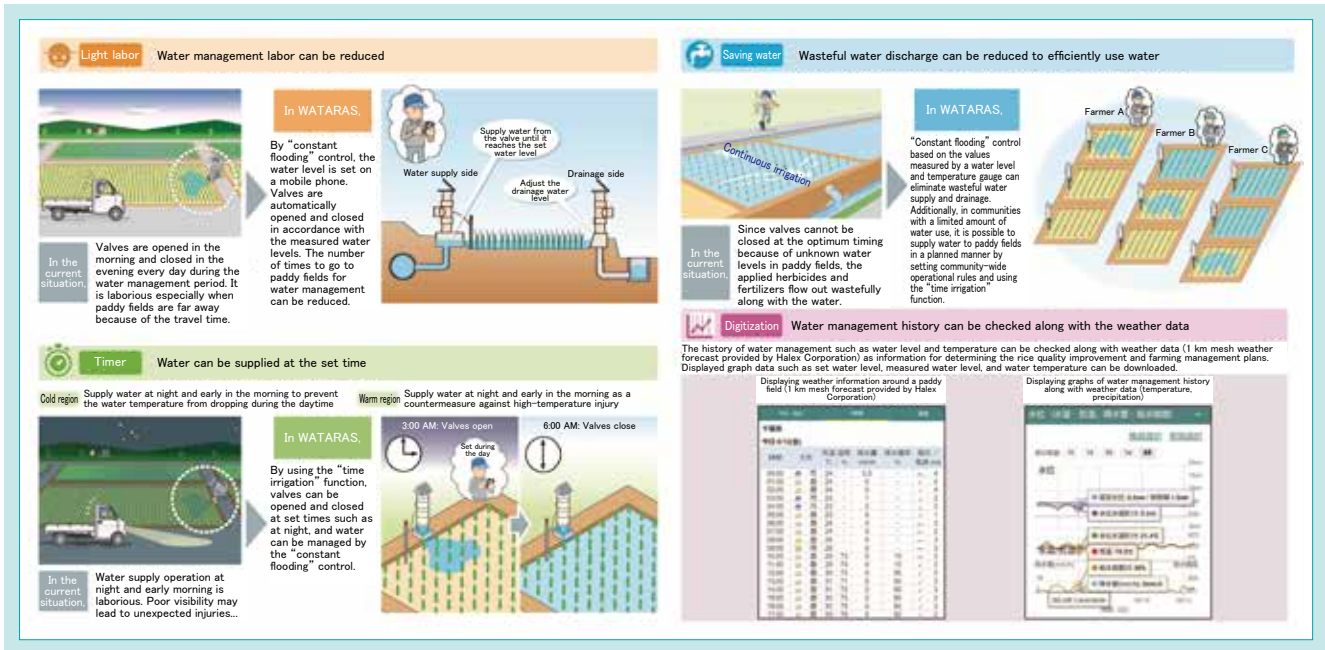 Light labor
Water management labor can be reduced
In WATARAS,
By “constant
flooding” control, the
water level is set on
a mobile phone.
Valves are
automatically
opened and closed
in accordance with
the measured water
levels. The number
of times to go to
paddy fields for
water management
can be reduced.
Supply water from
the valve until it
reaches the set
water level
Water supply side
Drainage side
Adjust the
drainage water
level
In the
current
situation,
Valves are opened in the
morning and closed in the
evening every day during the
water management period. It
is laborious especially when
paddy fields are far away
because of the travel time.
Timer
Water can be supplied at the set time
Cold region
Supply water at night and early in the morning to prevent
the water temperature from dropping during the daytime
Warm region
Supply water at night and early in the morning as a
countermeasure against high-temperature injury
In WATARAS,
By using the “time
irrigation” function,
valves can be
opened and closed
at set times such as
at night, and water
can be managed by
the “constant
flooding” control.
3:00 AM: Valves open
Set during
the day
6:00 AM: Valves close
In the
current
situation,
Water supply operation at
night and early morning is
laborious. Poor visibility may
lead to unexpected injuries...
Saving water
Wasteful water discharge can be reduced to efficiently use water
Continuous irrigation
In WATARAS,
“Constant flooding” control
based on the values
measured by a water level
and temperature gauge can
eliminate wasteful water
supply and drainage.
Additionally, in communities
with a limited amount of
water use, it is possible to
supply water to paddy fields
in a planned manner by
setting community-wide
operational rules and using
the “time irrigation”
function.
Farmer A
Farmer B
Farmer C
In the
current
situation,
Since valves cannot be
closed at the optimum timing
because of unknown water
levels in paddy fields, the
applied herbicides and
fertilizers flow out wastefully
along with the water.
Digitization
Water management history can be checked along with the weather data
The history of water management such as water level and temperature can be checked along with weather data (1 km mesh weather
forecast provided by Halex Corporation) as information for determining the rice quality improvement and farming management plans.
Displayed graph data such as set water level, measured water level, and water temperature can be downloaded.
Displaying weather information around a paddy
field (1 km mesh forecast provided by Halex
Corporation)
Displaying graphs of water management history
along with weather data (temperature,
precipitation)